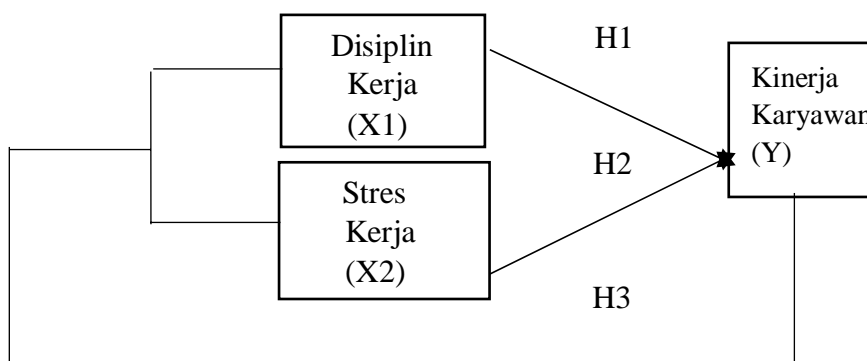 H1
Disiplin
Kerja
(X1)
Kinerja
Karyawan
(Y)
H2
Stres
Kerja
(X2)
H3